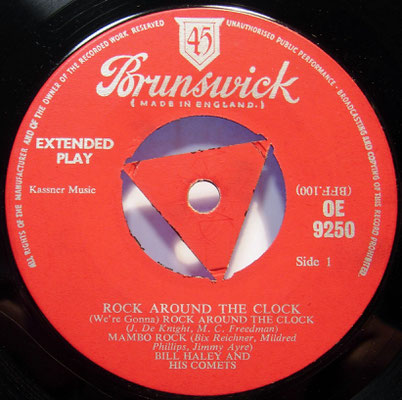 ALL RIGHTS OF THE MANUFACTURER AND OF THE OWNER OF THE RECORDED WORK RESERVED
UNAUTHORISED PUBLIC PERFORMANCE - BROADCASTING AND COPYING OF THIS RECORD PROHIBITED.
45
Brunswick
( MADE IN ENGLAND. )
EXTENDED
PLAY
Kassner Music
(BFF.100)
OE
9250
Side 1
ROCK AROUND THE CLOCK
(We're Gonna) ROCK AROUND THE CLOCK
(J. De Knight, M. C. Freedman)
MAMBO ROCK (Bix Reichner, Mildred
Phillips, Jimmy Ayre)
BILL HALEY AND
HIS COMETS